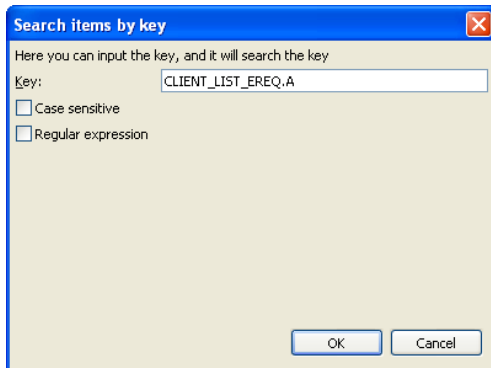 Search items by key
Here you can input the key, and it will search the key
Key: CLIENT_LIST_EREQ.A
Case sensitive
Regular expression
OK Cancel